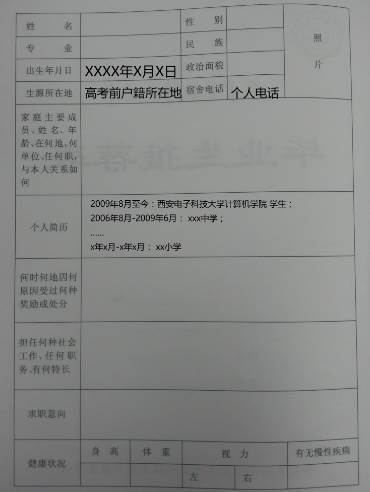 姓 名 性 别
专 业 民 族 照
出生年月日 XXXX年X月X日 政治面貌 片
生源所在地 高考前户籍所在地 宿舍电话 个人电话
家庭主要成
员、姓名、年
龄、在何地、何
单位、任何职、
与本人关系如
何
个人简历
2009年8月至今：西安电子科技大学计算机学院 学生；
2006年8月-2009年6月： xxx中学；
……
x年x月-x年x月： xx小学
何时何地因何
原因受过何种
奖励或处分
担任何种社会
工作、任何职
务、有何特长
求职意向
健康状况 身 高 体 重 视 力 有无慢性疾病
左 右